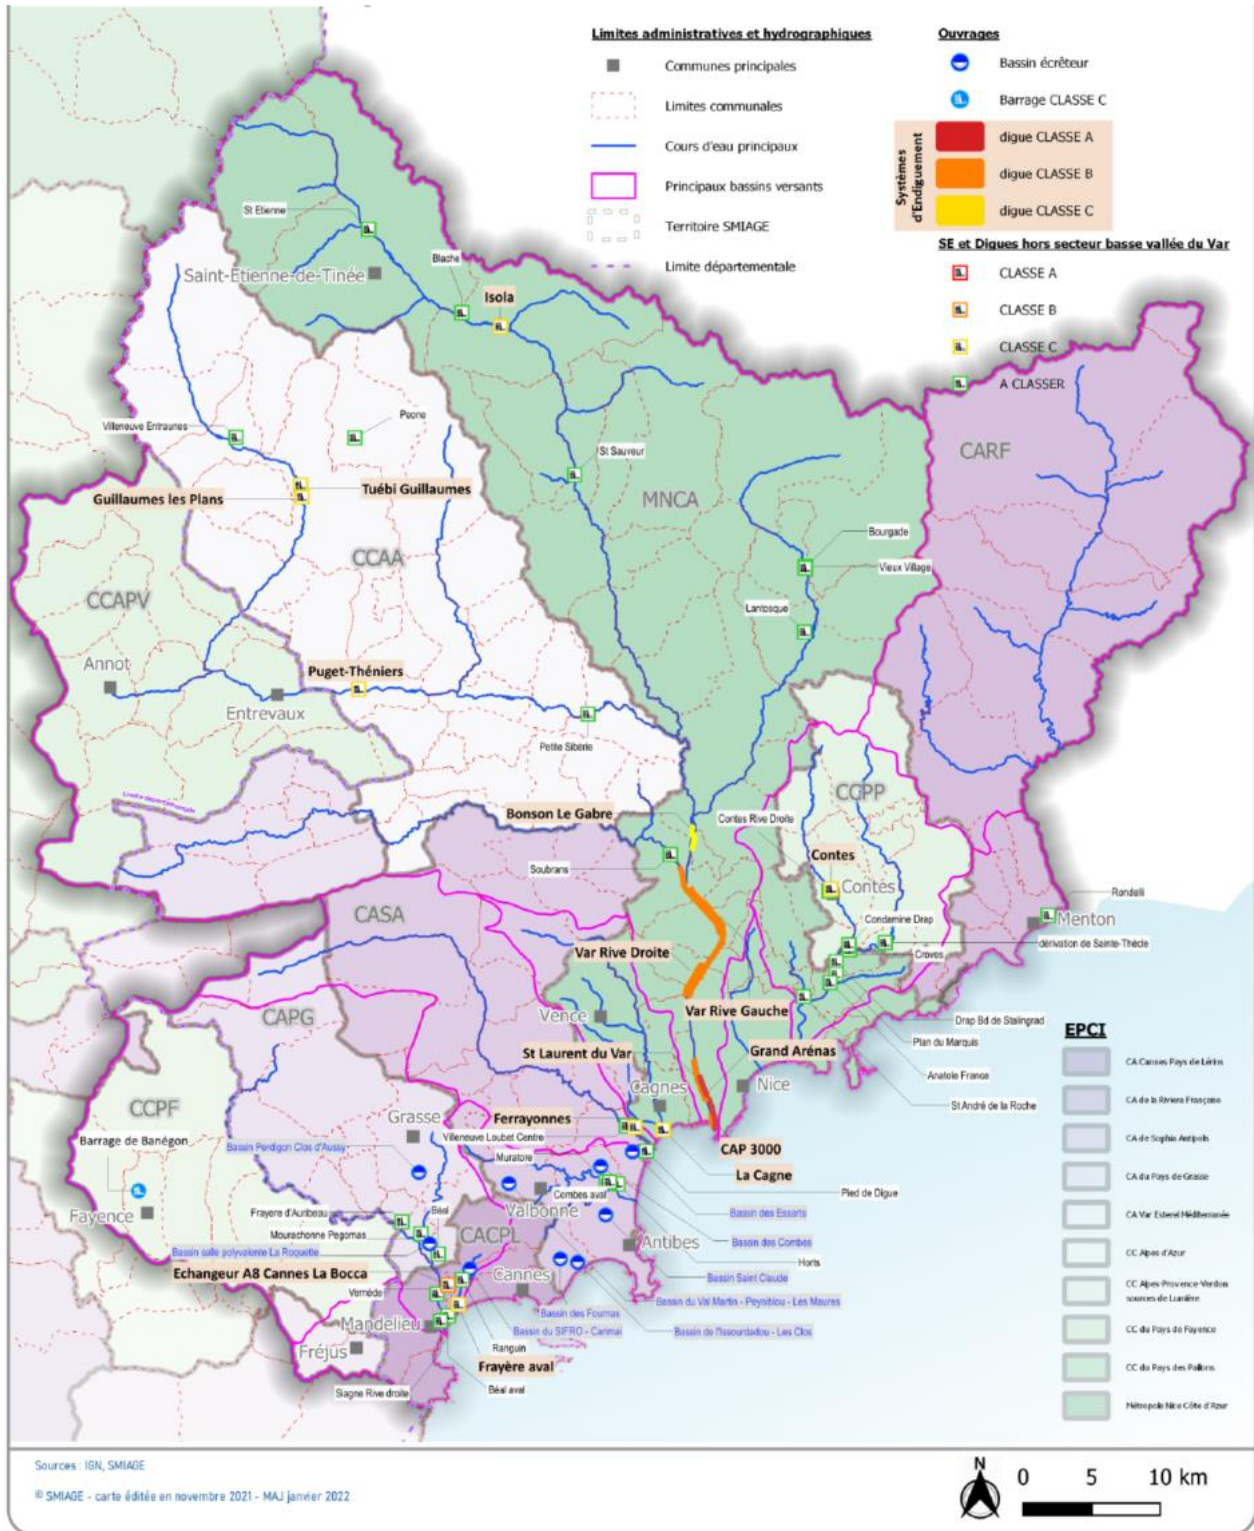 Limites administratives et hydrographiques
Communes principales
Limites communales
Cours d'eau principaux
Principaux bassins versants
Territoire SMIAGE
Limite départementale
Ouvrages
Bassin écrêteur
Barrage CLASSE C
Systèmes
d'Endiguement
digue CLASSE A
digue CLASSE B
digue CLASSE C
SE et Digues hors secteur basse vallée du Var
CLASSE A
CLASSE B
CLASSE C
A CLASSER
St Etienne
Saint-Etienne-de-Tinée
Blache
Isola
CARF
Peone
Villeneuve Entraunes
St Sauveur
Tuébi Guillaumes
Guillaumes les Plans
MNCA
Bourgade
CCAA
Vieux Village
CCAPV
Lantosque
Annot
Puget-Théniers
Entrevaux
Petite Sibérie
Limite départementale
CCPP
Bonson Le Gabre
Contes Rive Droite
Contes
Soubrans
Contes
Randelli
CASA
Condamine Drap
Menton
dérivation de Sainte-Thècle
Var Rive Droite
Croves
CAPG
Vence
Var Rive Gauche
Drap Bd de Stalingrad
Plan du Marquis
St Laurent du Var
Grand Arénas
Anatole France
Cagnes
Nice
CCPF
St André de la Roche
Grasse
Ferrayonnes
Barrage de Banégon
Bassin Perdigon Clos d'Aussy
Villeneuve Loubet Centre
CAP 3000
Muratore
La Cagne
Combes aval
Pied de Digue
Fayence
Frayere d'Auribeau
Béal
Valbonne
Bassin des Essarts
Mourachonne Pegomas
CACPL
Antibes
Bassin des Combes
Bassin salle polyvalente La Roquette
Horts
Echangeur A8 Cannes La Bocca
Cannes
Bassin Saint Claude
Verrnède
Bassin du Val Martin - Peyniblou - Les Maures
Mandelieu
Bassin des Fournas
Bassin du SIFRO - Carimai
Bassin de l'Issourdadou - Les Clos
Fréjus
Ranguin
Frayère aval
Siagne Rive droite
Béal aval
EPCI
CA Cannes Pays de Lérins
CA de la Riviera Française
CA de Sophia Antipolis
CA du Pays de Grasse
CA Var Esterel Méditerranée
CC Alpes d'Azur
CC Alpes-Provence-Verdon
sources de Lumière
CC du Pays de Fayence
CC du Pays des Paillons
Métropole Nice Côte d'Azur
Sources : IGN, SMIAGE
© SMIAGE - carte éditée en novembre 2021 - MAJ janvier 2022
N
0 5 10 km